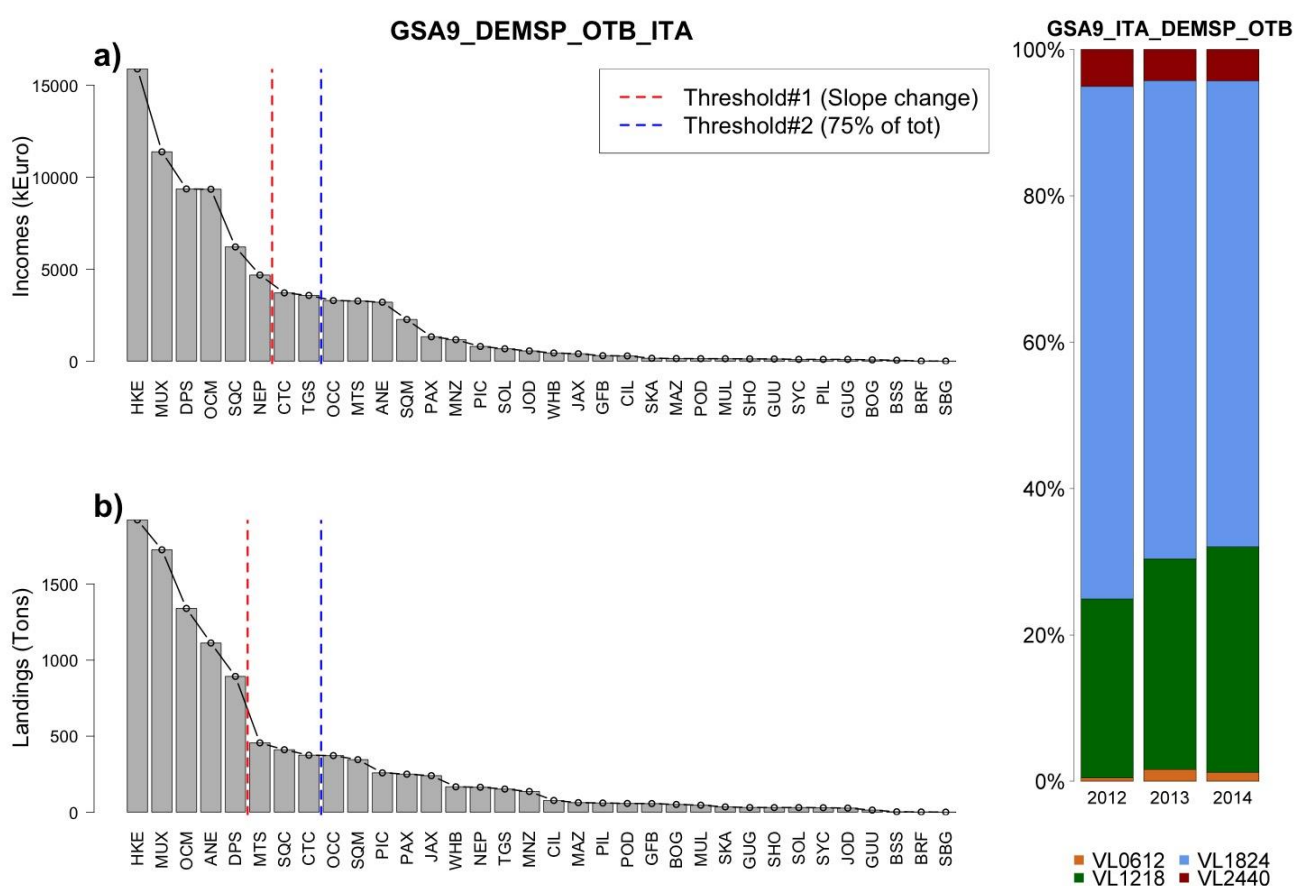 GSA9_DEMSP_OTB_ITA
a)
Incomes (kEuro)
15000
10000
5000
0
Threshold#1 (Slope change)
Threshold#2 (75% of tot)
HKE MUX DPS OCM SQC NEP CTC TGS OCC MTS ANE SQM PAX MNZ PIC SOL JOD WHB JAX GFB CIL SKA MAZ POD MUL SHO GUU SYC PIL GUG BOG BSS BRF SBG
b)
Landings (Tons)
1500
1000
500
0
HKE MUX OCM ANE DPS MTS SQC CTC OCC SQM PIC PAX JAX WHB NEP TGS MNZ CIL MAZ PIL POD GFB BOG MUL SKA GUG SHO SOL SYC JOD GUU BSS BRF SBG
GSA9_ITA_DEMSP_OTB
100%
80%
60%
40%
20%
0%
2012 2013 2014
VL0612 VL1824
VL1218 VL2440